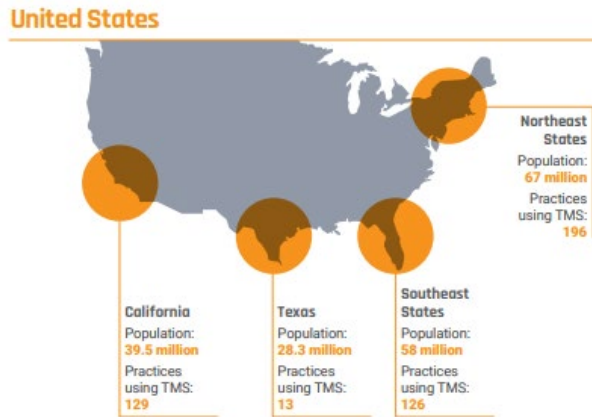 United States
Northeast
States
Population:
67 million
Practices
using TMS:
196
California
Population:
39.5 million
Practices
using TMS:
129
Texas
Population:
28.3 million
Practices
using TMS:
13
Southeast
States
Population:
58 million
Practices
using TMS:
126